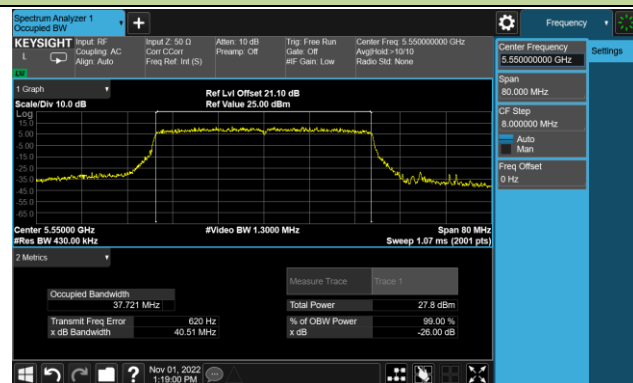 Spectrum Analyzer 1
Occupied BW
Frequency
KEYSIGHT
L
Input: RF
Coupling: AC
Align: Auto
Input Z: 50 Ω
Corr CCorr
Freq Ref: Int (S)
Atten: 10 dB
Preamp: Off
Trig: Free Run
Gate: Off
#IF Gain: Low
Center Freq: 5.550000000 GHz
Avg|Hold:>10/10
Radio Std: None
Center Frequency
5.550000000 GHz
Settings
Span
80.000 MHz
CF Step
8.000000 MHz
Auto
Man
Freq Offset
0 Hz
1 Graph
Scale/Div 10.0 dB
Ref Lvl Offset 21.10 dB
Ref Value 25.00 dBm
Log
15.0
5.00
-5.00
-15.0
-25.0
-35.0
-45.0
-55.0
-65.0
Center 5.55000 GHz
#Res BW 430.00 kHz
#Video BW 1.3000 MHz
Span 80 MHz
Sweep 1.07 ms (2001 pts)
2 Metrics
Measure Trace
Trace 1
Occupied Bandwidth
37.721 MHz
Total Power
27.8 dBm
Transmit Freq Error
620 Hz
% of OBW Power
99.00 %
x dB Bandwidth
40.51 MHz
x dB
-26.00 dB
Nov 01, 2022
1:19:00 PM